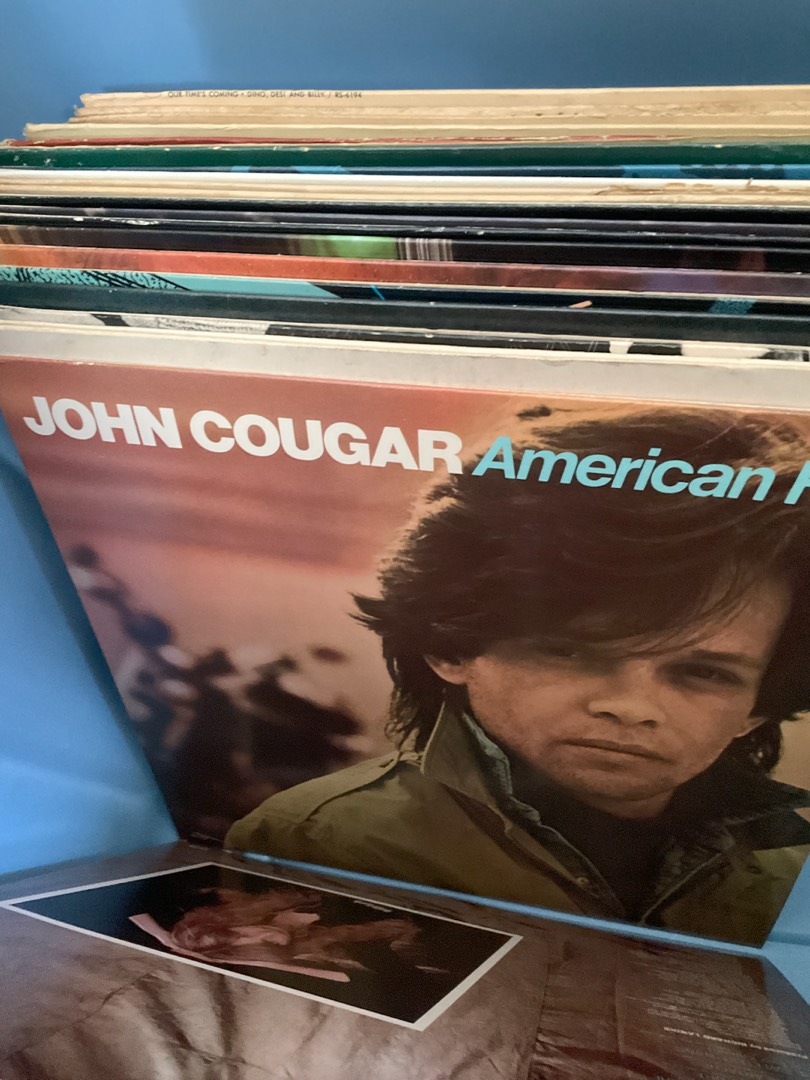 OUR TIME'S COMING • DINO, DESI AND BILLY / RS-6194
JOHN COUGAR American